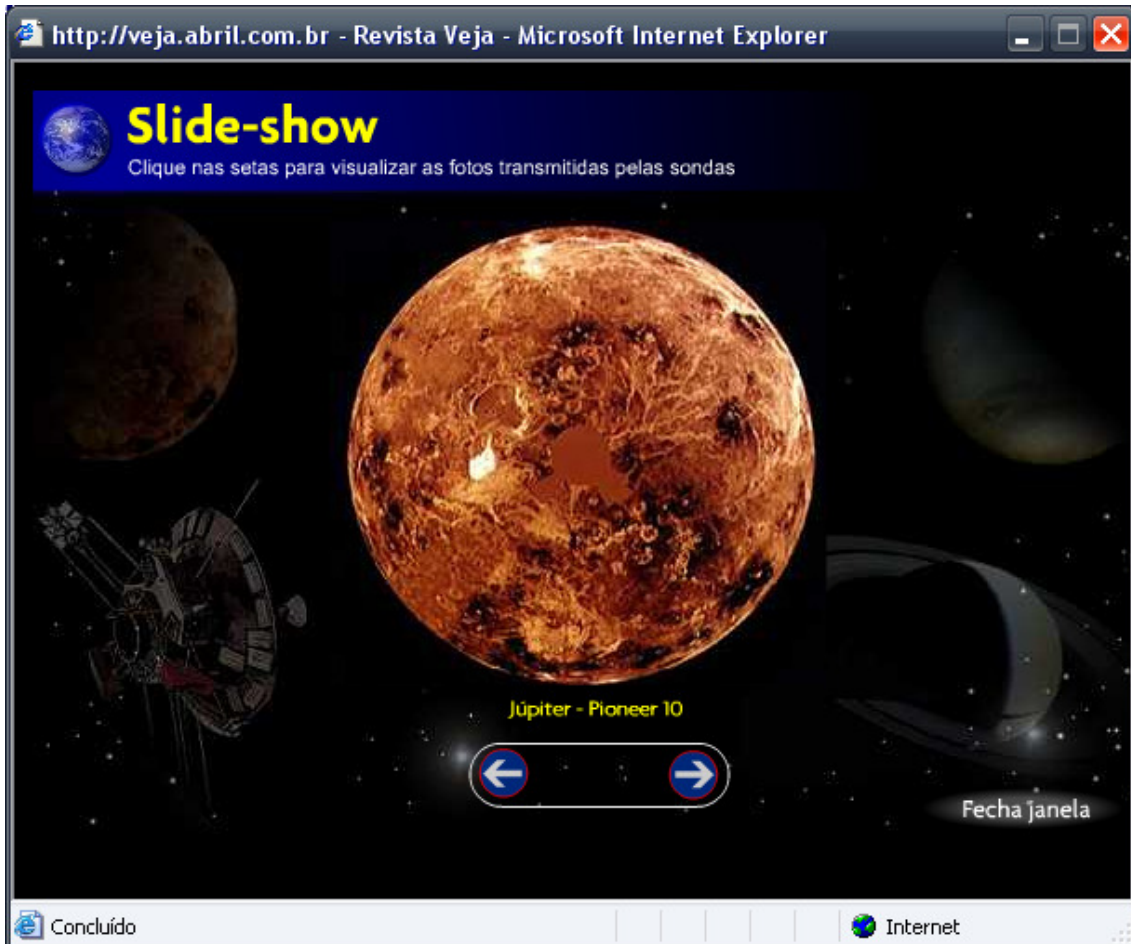 http://veja.abril.com.br - Revista Veja - Microsoft Internet Explorer
Slide-show
Clique nas setas para visualizar as fotos transmitidas pelas sondas
Júpiter - Pioneer 10
Fecha janela
Concluído
Internet